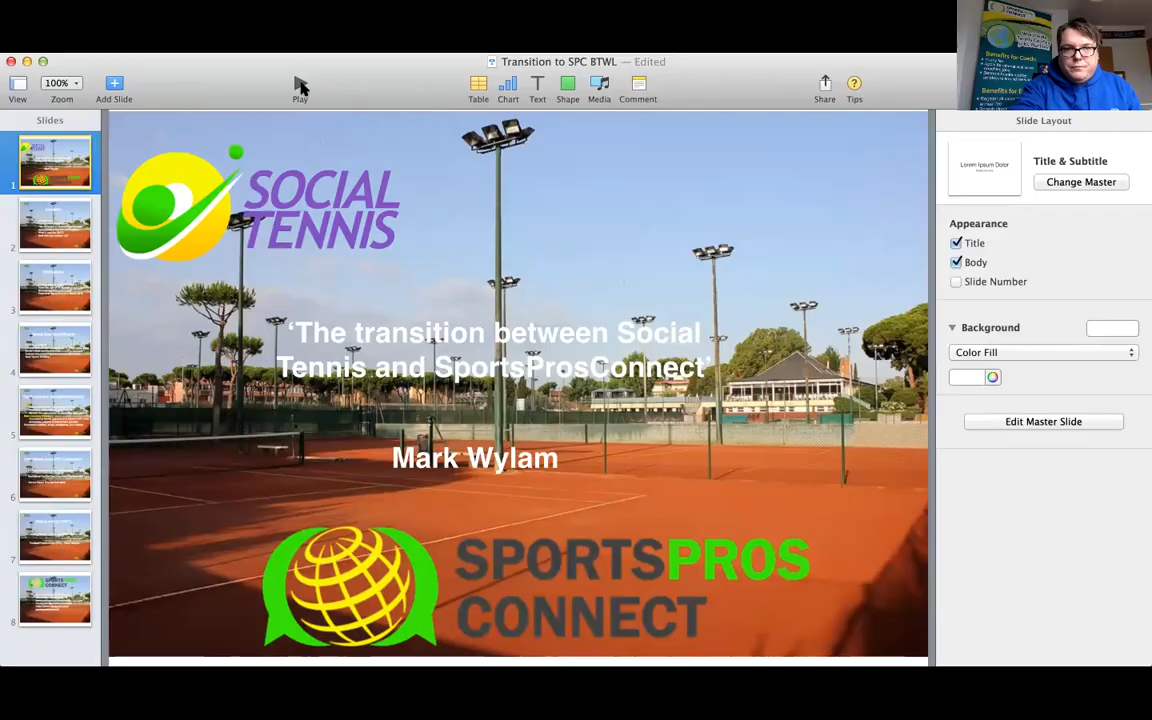 Transition to SPC BTWL — Edited
100%
View
Zoom
Add Slide
Play
Table
Chart
Text
Shape
Media
Comment
Share
Tips
CONNECT
Slides
1
2
3
4
5
6
7
8
SOCIAL
TENNIS
‘The transition between Social
Tennis and SportsProsConnect’
Mark Wylam
SPORTSPROS
CONNECT
Slide Layout
Lorem Ipsum Dolor
Title & Subtitle
Change Master
Appearance
Title
Body
Slide Number
Background
Color Fill
Edit Master Slide